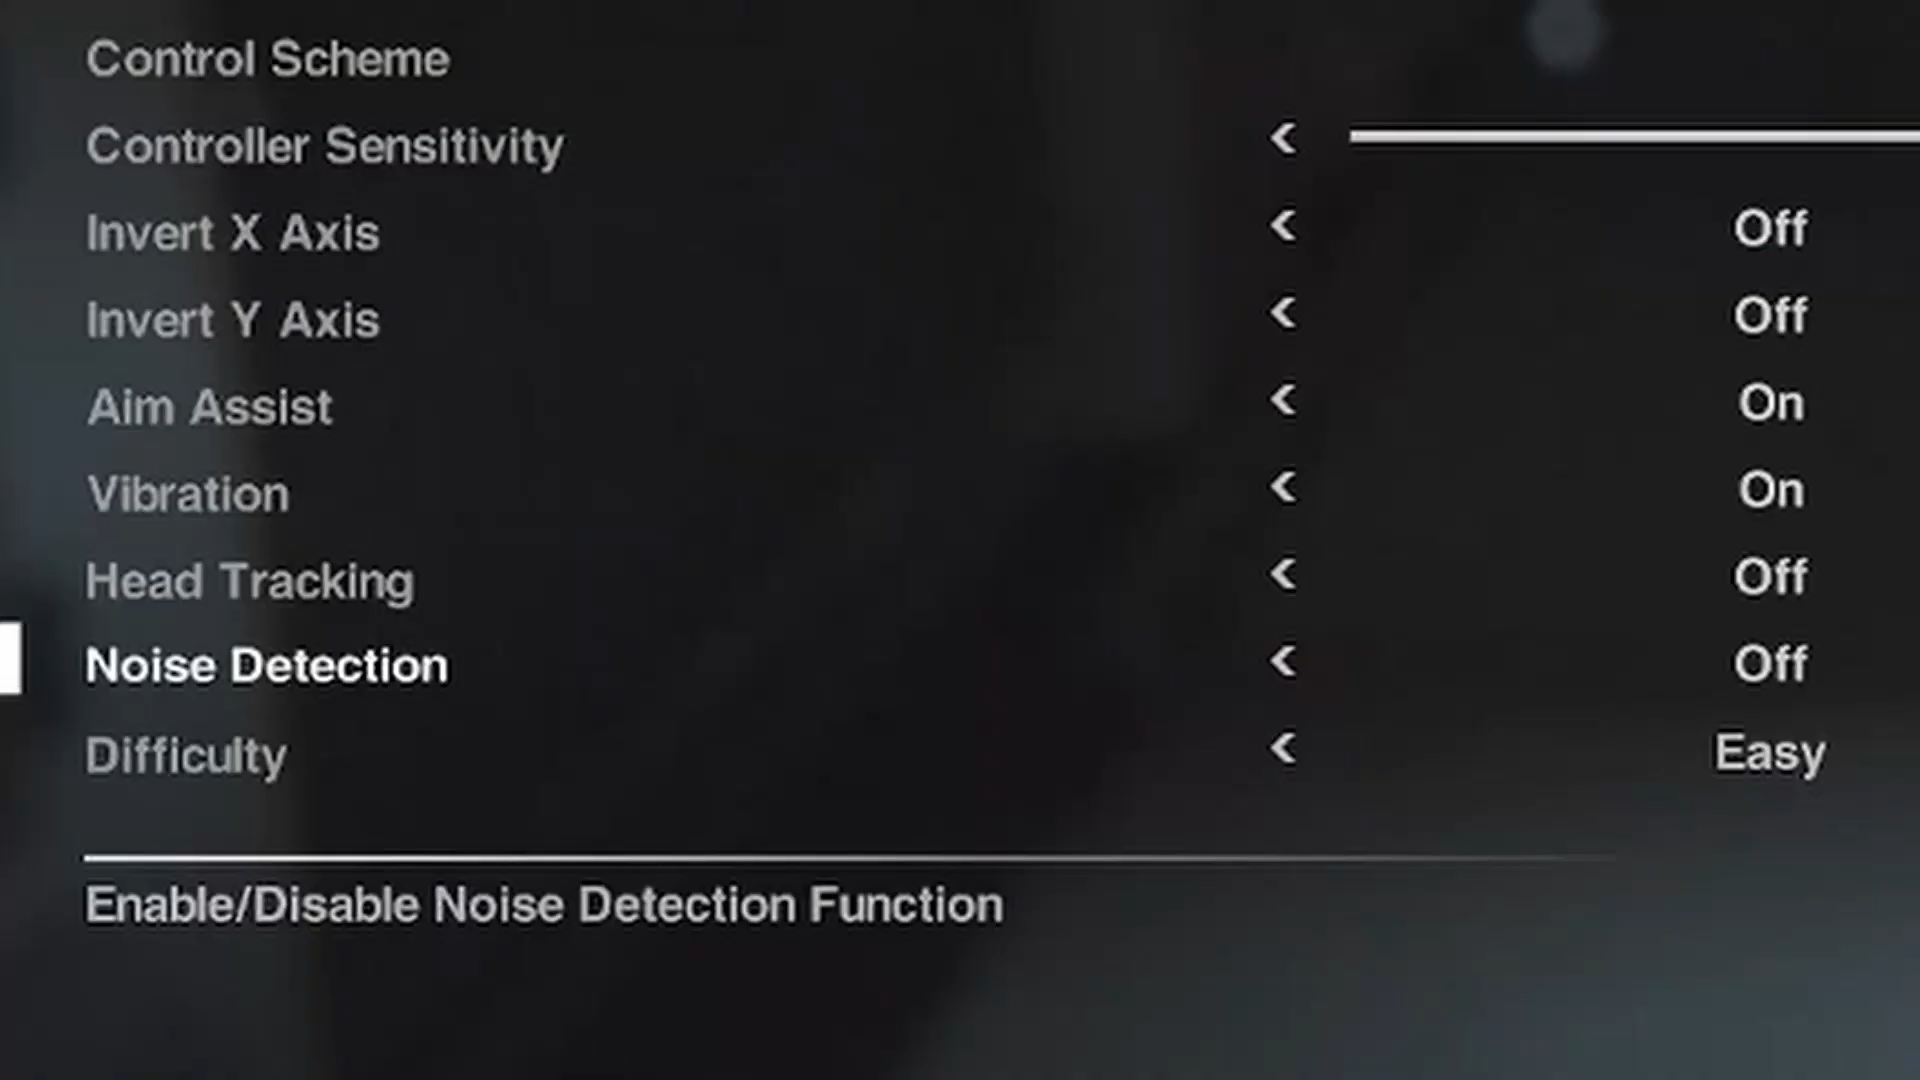 Control Scheme
Controller Sensitivity <
Invert X Axis < Off
Invert Y Axis < Off
Aim Assist < On
Vibration < On
Head Tracking < Off
Noise Detection < Off
Difficulty < Easy
Enable/Disable Noise Detection Function